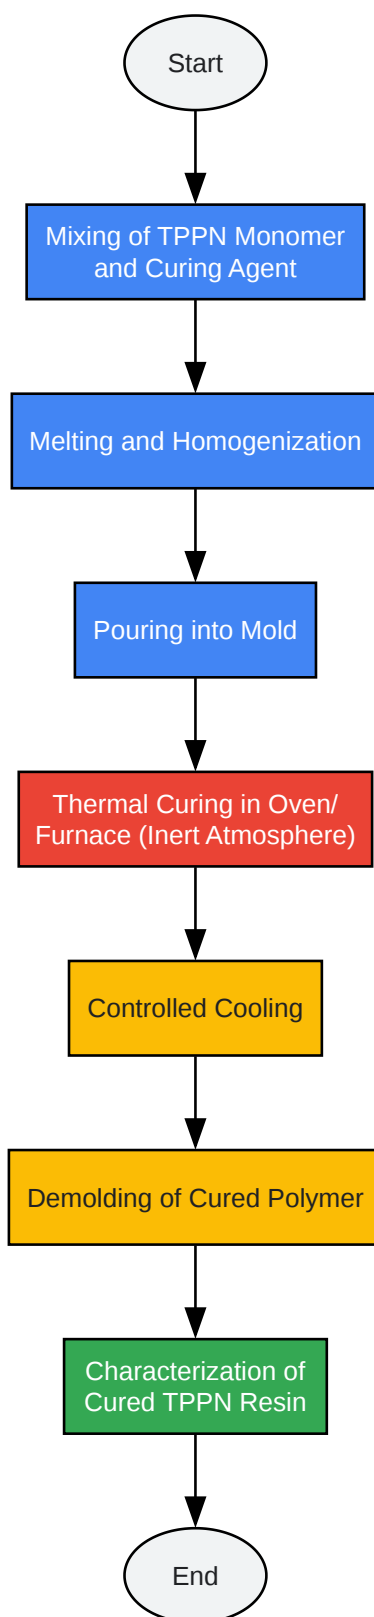 Start
Mixing of TPPN Monomer
and Curing Agent
Melting and Homogenization
Pouring into Mold
Thermal Curing in Oven/
Furnace (Inert Atmosphere)
Controlled Cooling
Demolding of Cured Polymer
Characterization of
Cured TPPN Resin
End